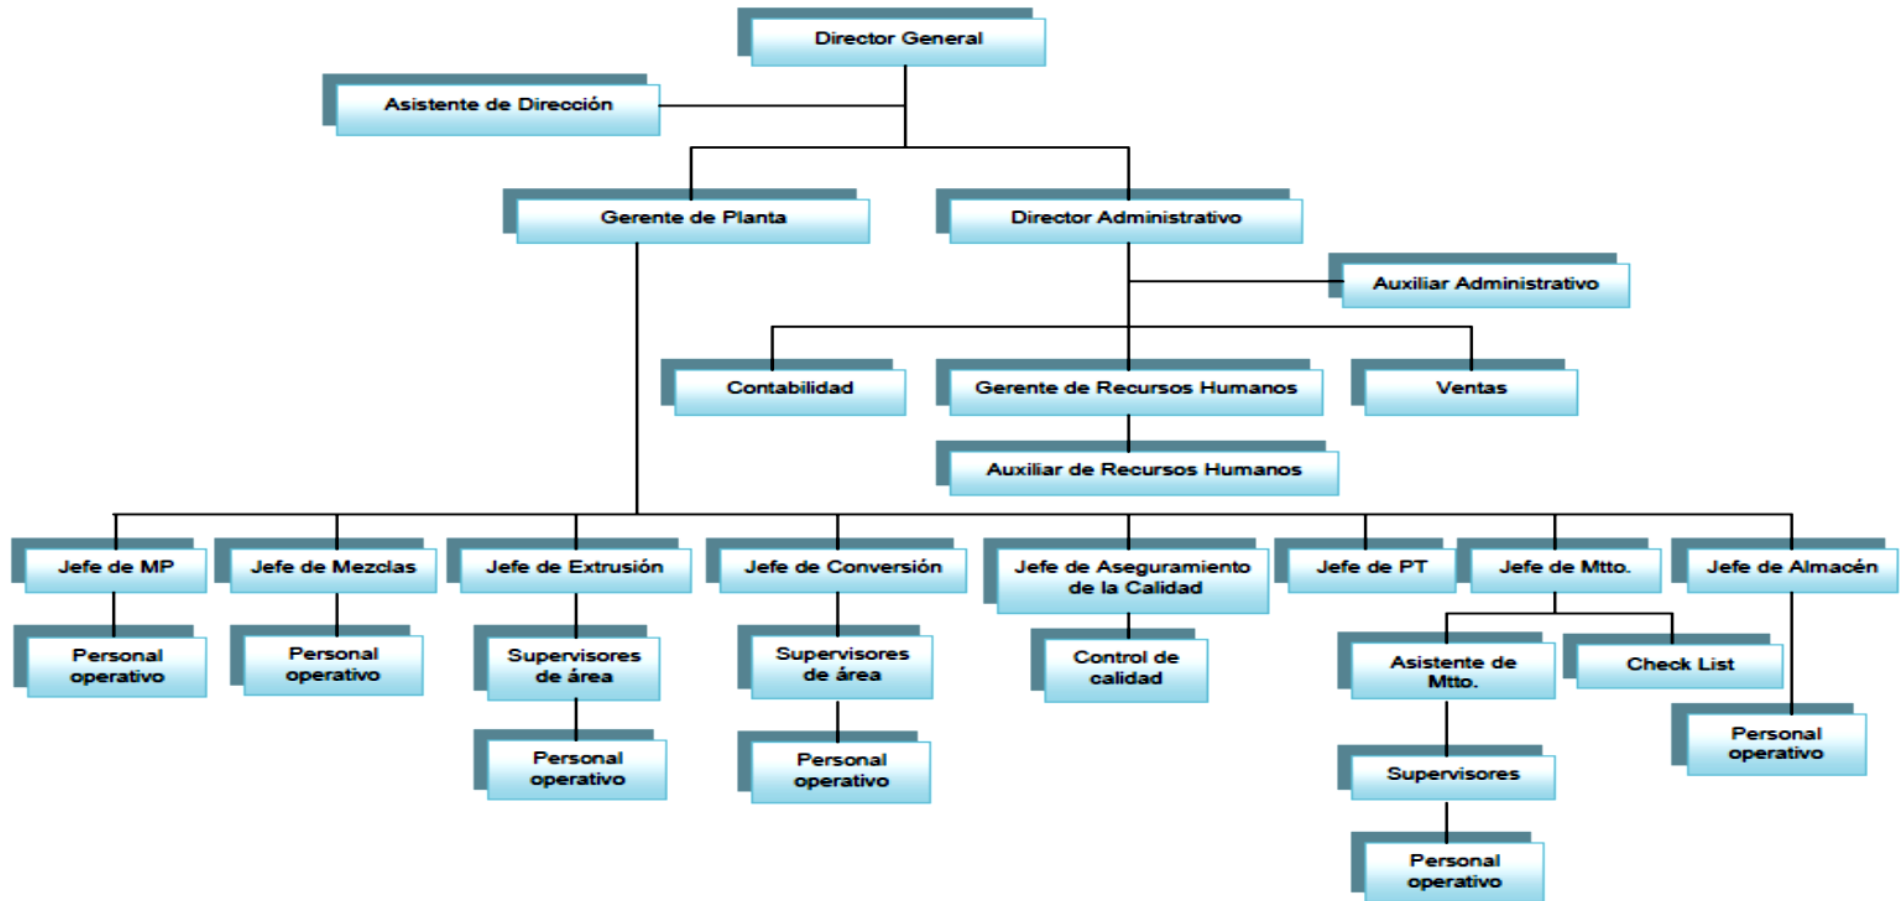 Director General
Asistente de Dirección
Gerente de Planta
Director Administrativo
Auxiliar Administrativo
Contabilidad
Gerente de Recursos Humanos
Ventas
Auxiliar de Recursos Humanos
Jefe de MP
Jefe de Mezclas
Jefe de Extrusión
Jefe de Conversión
Jefe de Aseguramiento
de la Calidad
Jefe de PT
Jefe de Mtto.
Jefe de Almacén
Personal
operativo
Personal
operativo
Supervisores
de área
Supervisores
de área
Control de
calidad
Asistente de
Mtto.
Check List
Personal
operativo
Personal
operativo
Personal
operativo
Supervisores
Personal
operativo